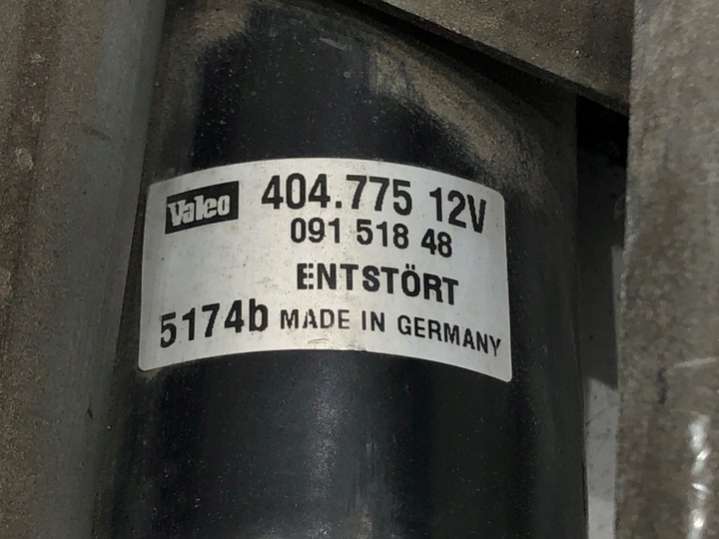 Valeo 404.775 12V
091 518 48
ENTSTÖRT
5174b MADE IN GERMANY